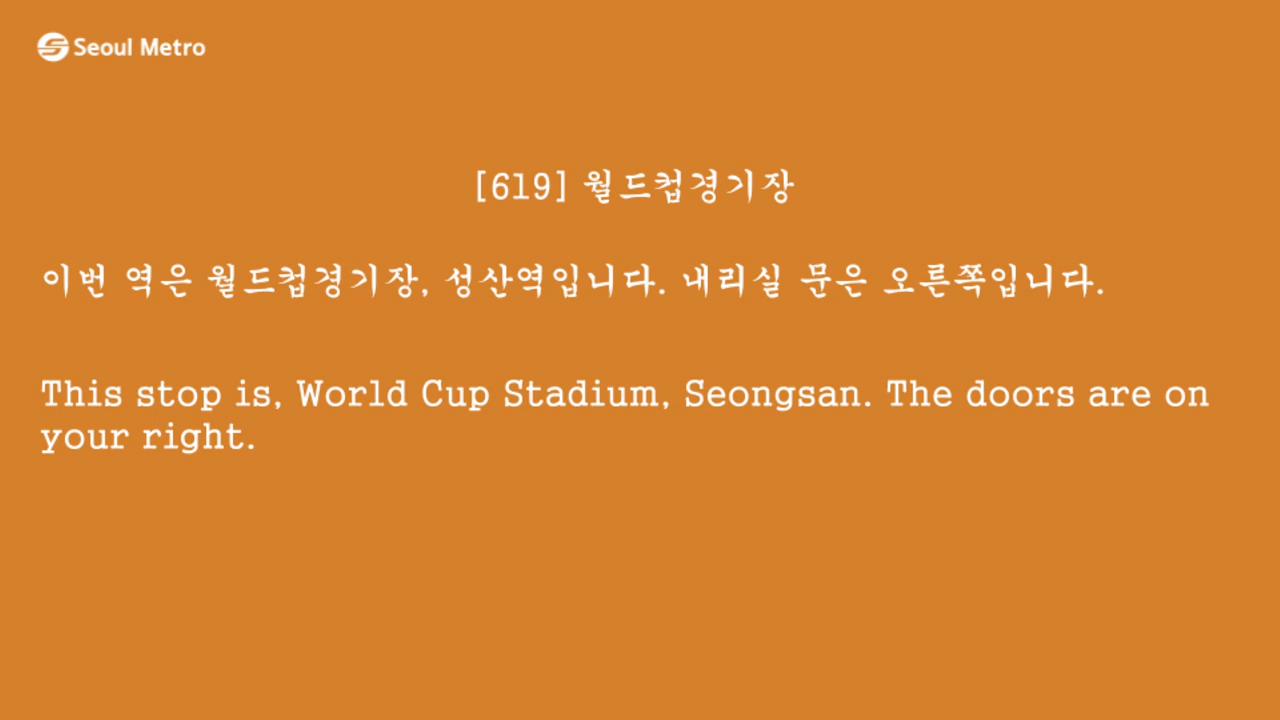 Seoul Metro
[619] 월드컵경기장
이번 역은 월드컵경기장, 성산역입니다. 내리실 문은 오른쪽입니다.
This stop is, World Cup Stadium, Seongsan. The doors are on
your right.